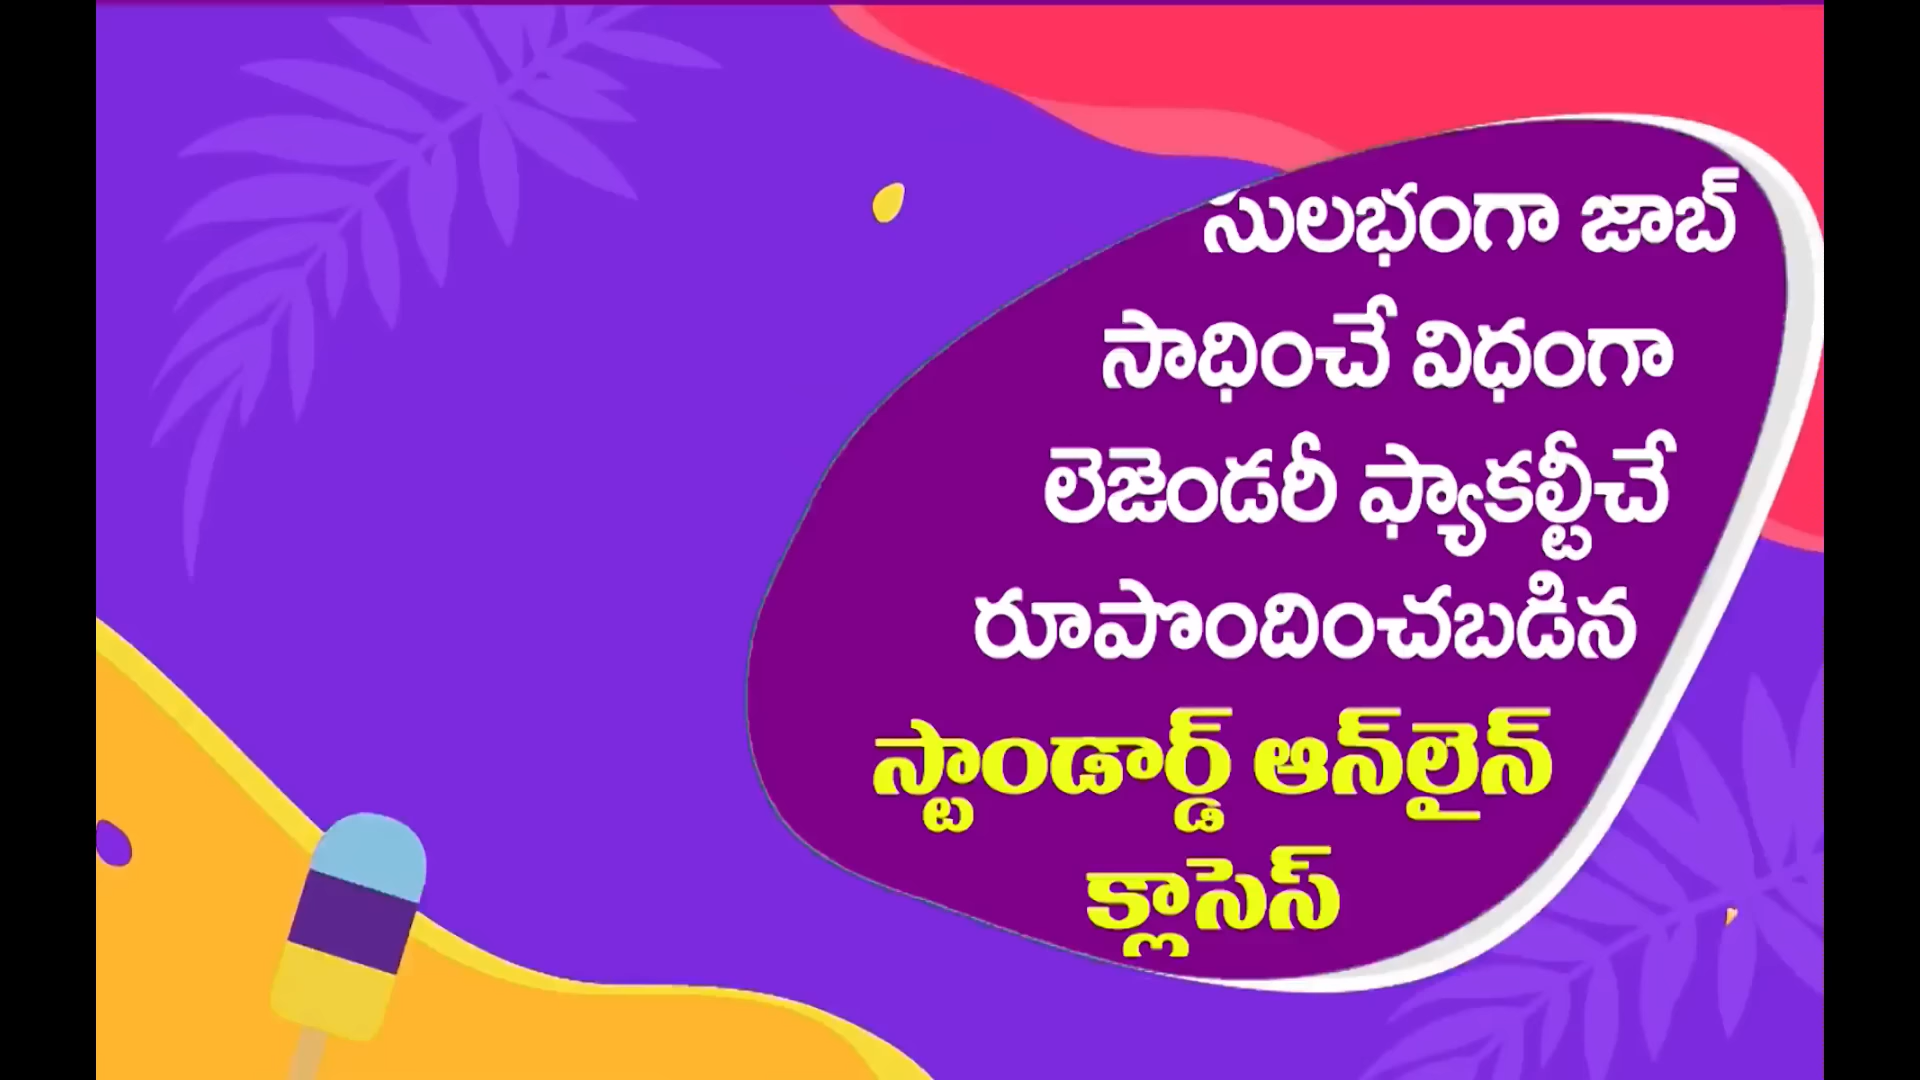 సులభంగా జాబ్
సాధించే విధంగా
లెజెండరీ ఫ్యాకల్టీచే
రూపొందించబడిన
స్టాండార్డ్ ఆన్‌లైన్
క్లాసెస్